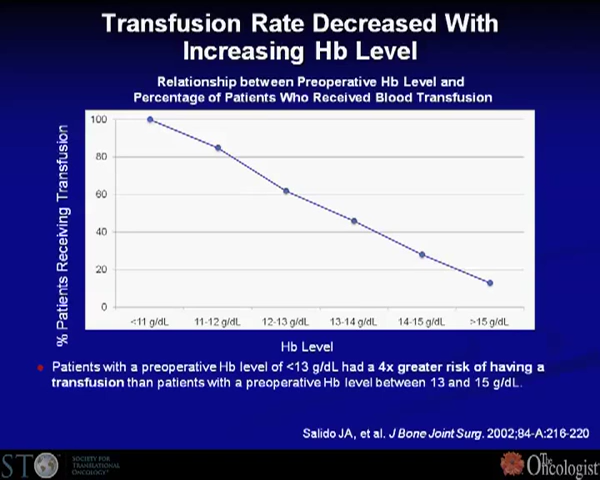 Transfusion Rate Decreased With
Increasing Hb Level
Relationship between Preoperative Hb Level and
Percentage of Patients Who Received Blood Transfusion
% Patients Receiving Transfusion
100
80
60
40
20
0
<11 g/dL 11-12 g/dL 12-13 g/dL 13-14 g/dL 14-15 g/dL >15 g/dL
Hb Level
Patients with a preoperative Hb level of <13 g/dL had a 4x greater risk of having a
transfusion than patients with a preoperative Hb level between 13 and 15 g/dL.
Salido JA, et al. J Bone Joint Surg. 2002;84-A:216-220
STO
SOCIETY FOR
TRANSLATIONAL
ONCOLOGY
The
Oncologist